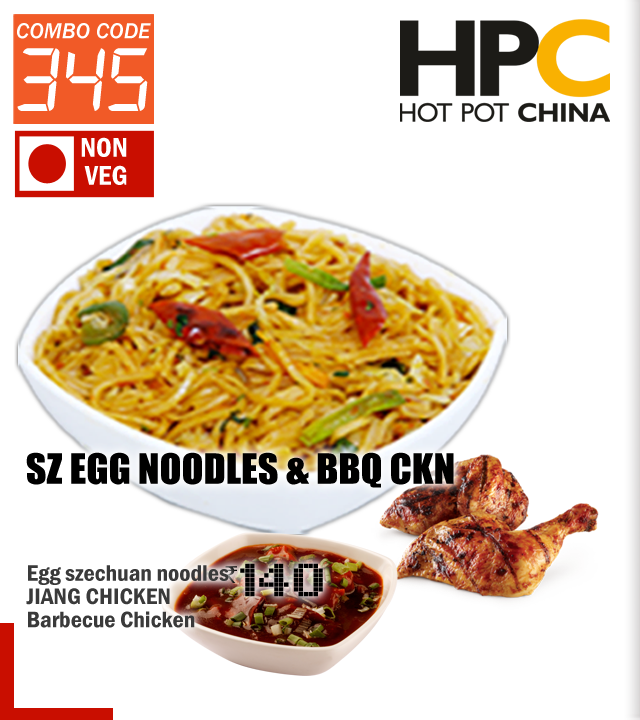 COMBO CODE
345
NON
VEG
HPC
HOT POT CHINA
SZ EGG NOODLES & BBQ CKN
Egg szechuan noodles
₹140
JIANG CHICKEN
Barbecue Chicken